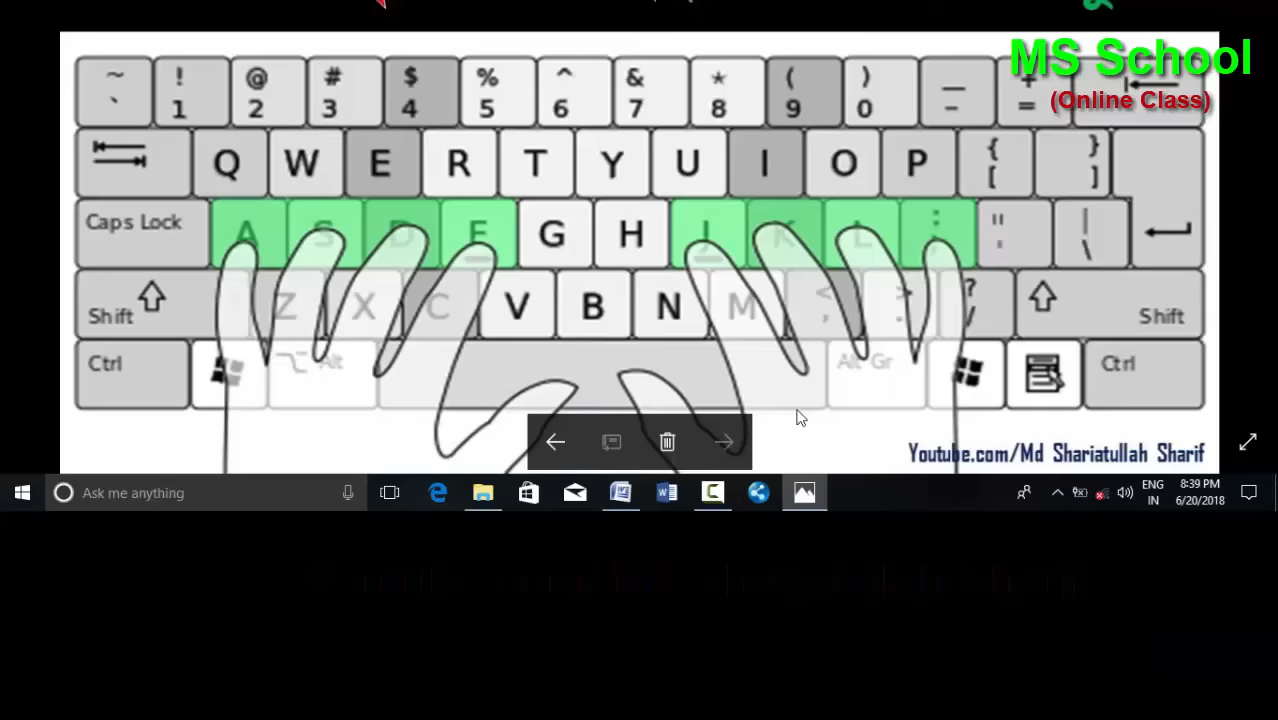 MS School
(Online Class)
~ ! @ # $ % ^ & * ( ) _ +
` 1 2 3 4 5 6 7 8 9 0 - =
Q W E R T Y U I O P { [ } ]
Caps Lock A S D F G H J K L : ; " ' | \
Shift Z X C V B N M < , > . ? / Shift
Ctrl Alt Alt Gr Ctrl
Youtube.com/Md Shariatullah Sharif
Ask me anything
ENG
IN
8:39 PM
6/20/2018